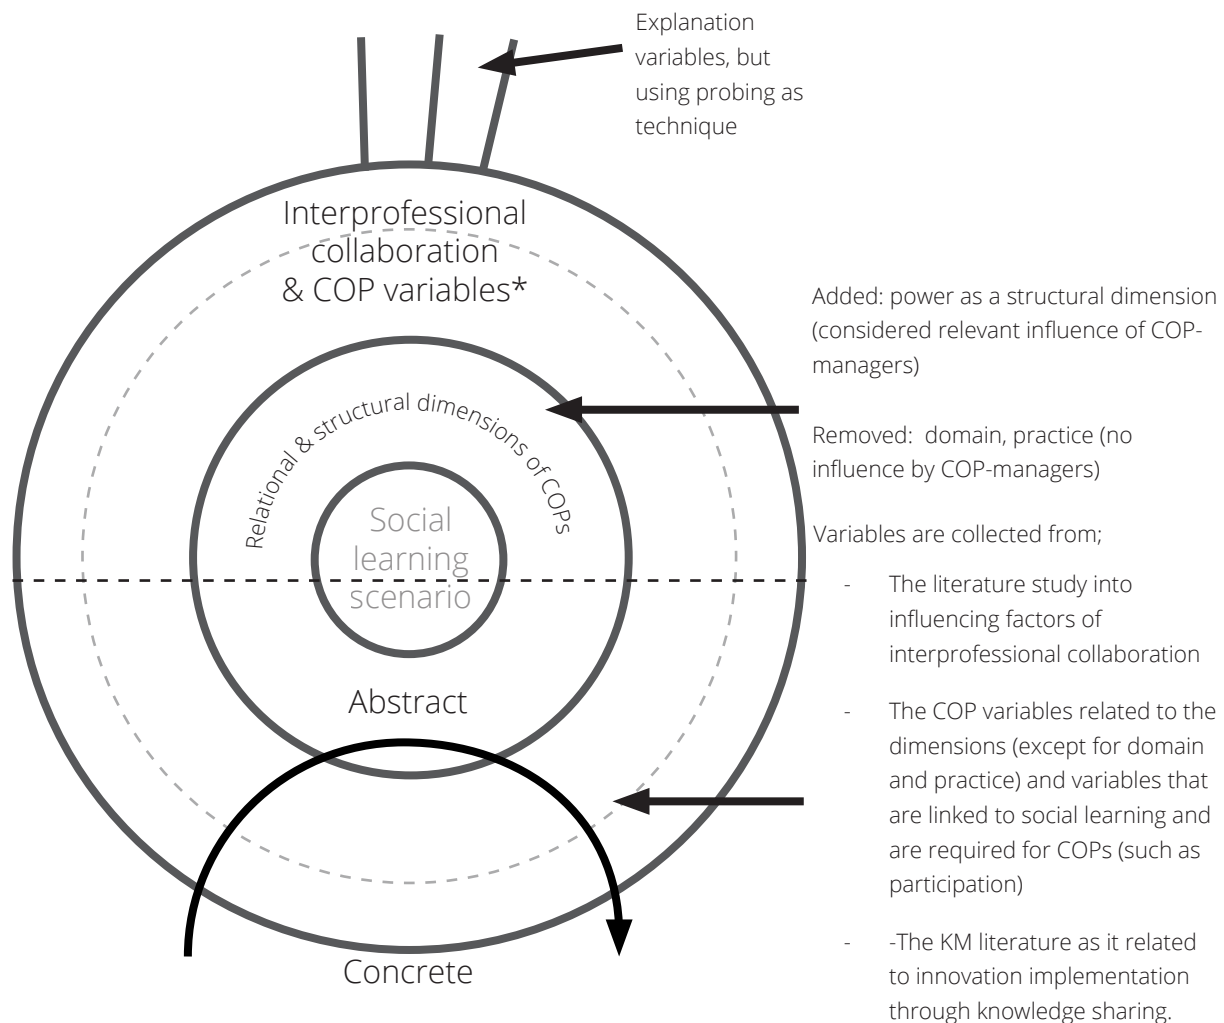 Explanation
variables, but
using probing as
technique
Interprofessional
collaboration
& COP variables*
Added: power as a structural dimension
(considered relevant influence of COP-
managers)
Relational & structural dimensions of COPs
Removed:  domain, practice (no
influence by COP-managers)
Social
learning
scenario
Variables are collected from;
- The literature study into
influencing factors of
interprofessional collaboration
Abstract
- The COP variables related to the
dimensions (except for domain
and practice) and variables that
are linked to social learning and
are required for COPs (such as
participation)
- -The KM literature as it related
to innovation implementation
through knowledge sharing.
Concrete